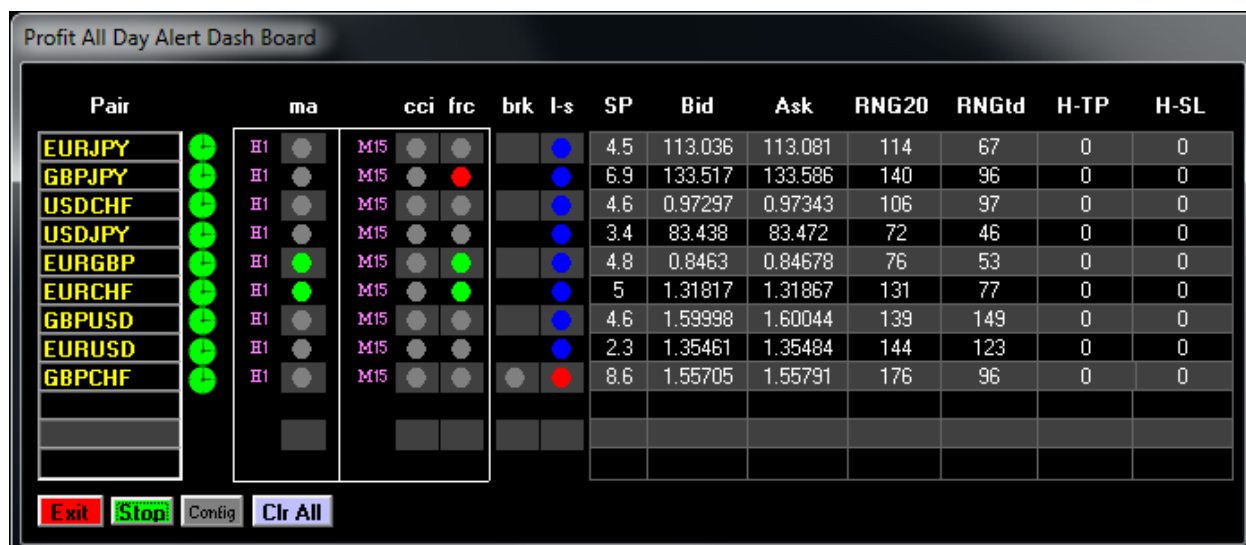 Profit All Day Alert Dash Board
Pair ma cci frc brk l-s SP Bid Ask RNG20 RNGtd H-TP H-SL
EURJPY H1 M15 4.5 113.036 113.081 114 67 0 0
GBPJPY H1 M15 6.9 133.517 133.586 140 96 0 0
USDCHF H1 M15 4.6 0.97297 0.97343 106 97 0 0
USDJPY H1 M15 3.4 83.438 83.472 72 46 0 0
EURGBP H1 M15 4.8 0.8463 0.84678 76 53 0 0
EURCHF H1 M15 5 1.31817 1.31867 131 77 0 0
GBPUSD H1 M15 4.6 1.59998 1.60044 139 149 0 0
EURUSD H1 M15 2.3 1.35461 1.35484 144 123 0 0
GBPCHF H1 M15 8.6 1.55705 1.55791 176 96 0 0
Exit Stop Config Clr All